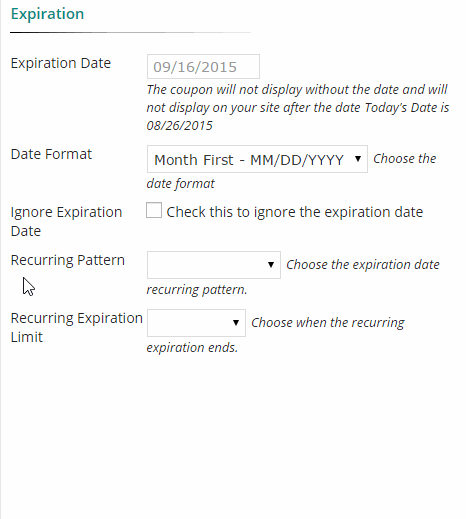 Expiration
Expiration Date
09/16/2015
The coupon will not display without the date and will
not display on your site after the date Today's Date is
08/26/2015
Date Format
Month First - MM/DD/YYYY
Choose the
date format
Ignore Expiration
Date
Check this to ignore the expiration date
Recurring Pattern
Choose the expiration date
recurring pattern.
Recurring Expiration
Limit
Choose when the recurring
expiration ends.